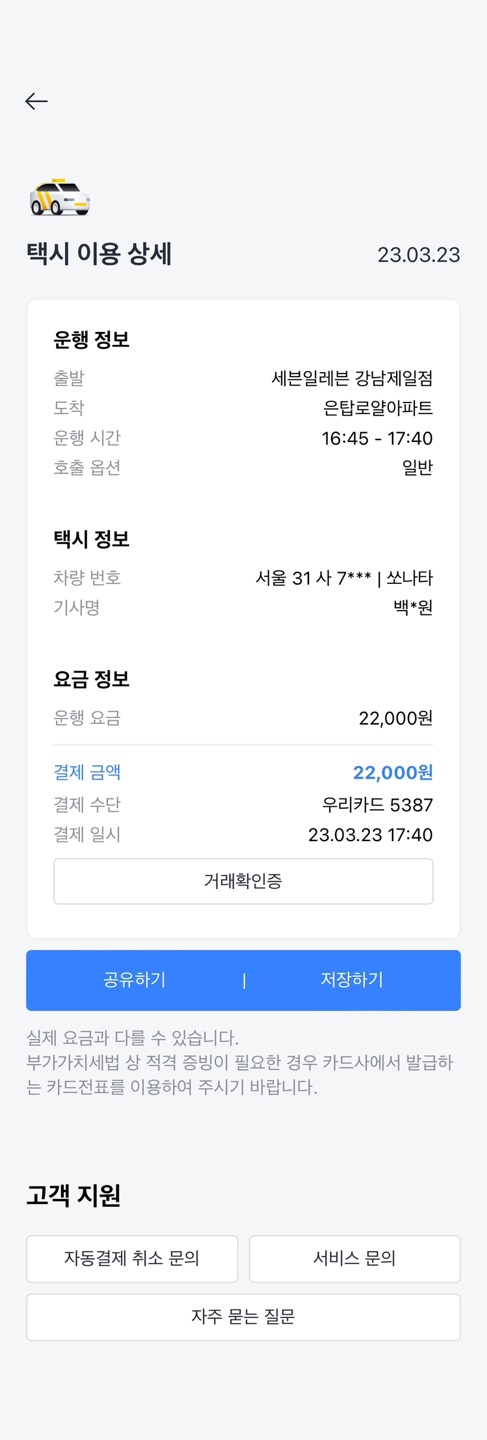 택시 이용 상세 23.03.23
운행 정보
출발 세븐일레븐 강남제일점
도착 은탑로얄아파트
운행 시간 16:45 - 17:40
호출 옵션 일반
택시 정보
차량 번호 서울 31 사 7*** | 쏘나타
기사명 백*원
요금 정보
운행 요금 22,000원
결제 금액 22,000원
결제 수단 우리카드 5387
결제 일시 23.03.23 17:40
거래확인증
공유하기 | 저장하기
실제 요금과 다를 수 있습니다.
부가가치세법 상 적격 증빙이 필요한 경우 카드사에서 발급하
는 카드전표를 이용하여 주시기 바랍니다.
고객 지원
자동결제 취소 문의 서비스 문의
자주 묻는 질문